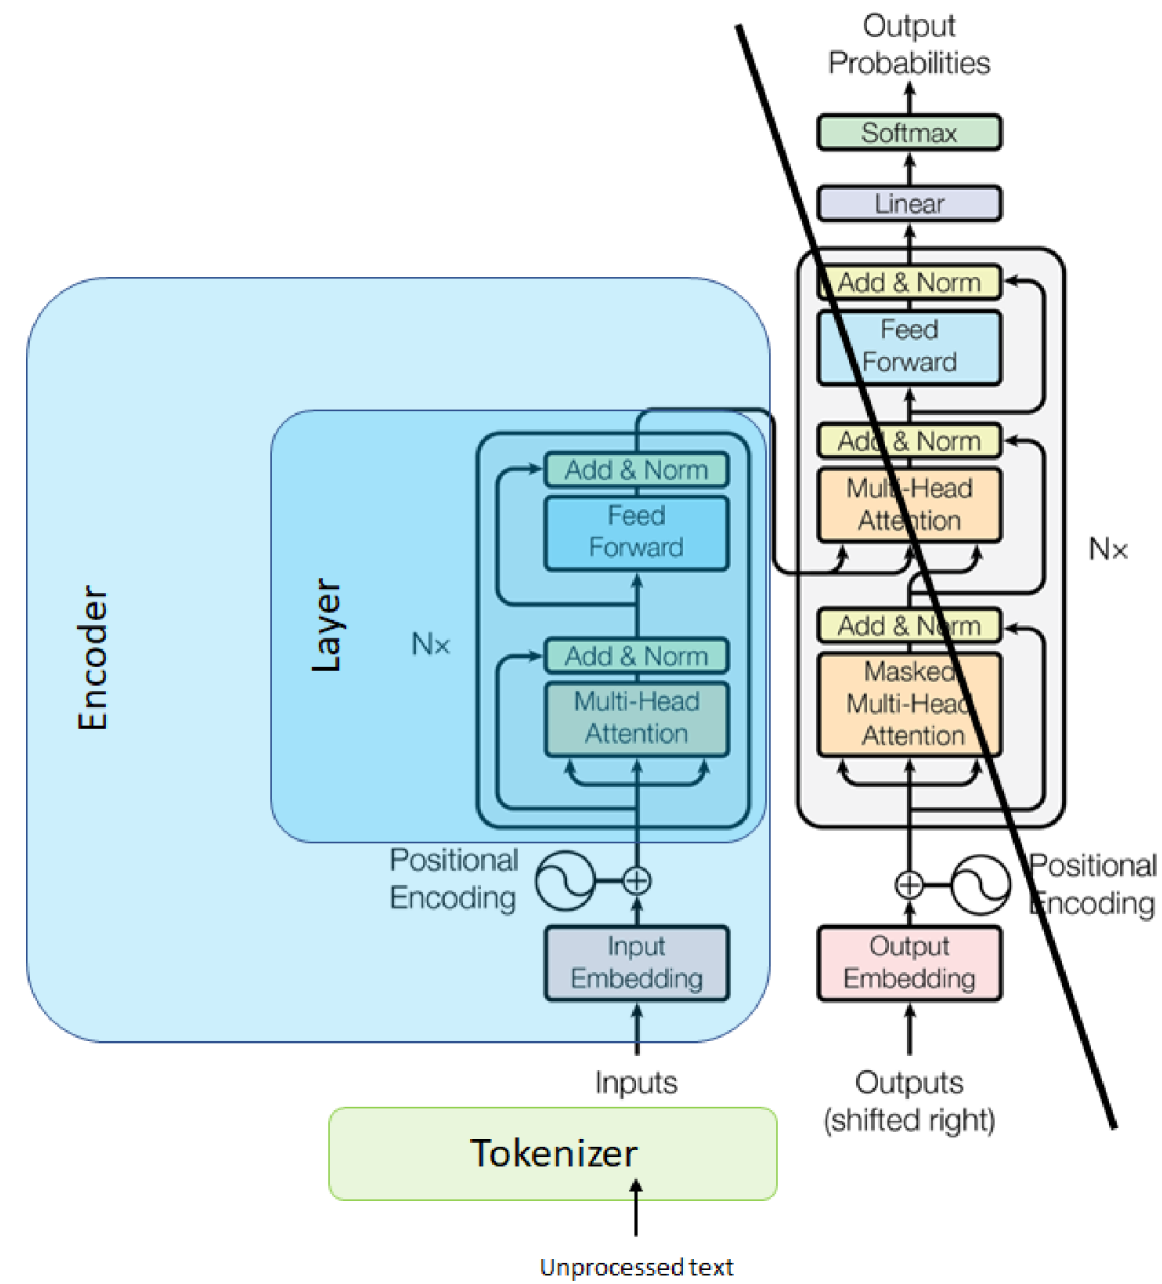 Output
Probabilities
Softmax
Linear
Add & Norm
Feed
Forward
Add & Norm
Multi-Head
Attention
Nx
Add & Norm
Masked
Multi-Head
Attention
Positional
Encoding
Output
Embedding
Outputs
(shifted right)
Encoder
Layer
Nx
Add & Norm
Feed
Forward
Add & Norm
Multi-Head
Attention
Positional
Encoding
Input
Embedding
Inputs
Tokenizer
Unprocessed text